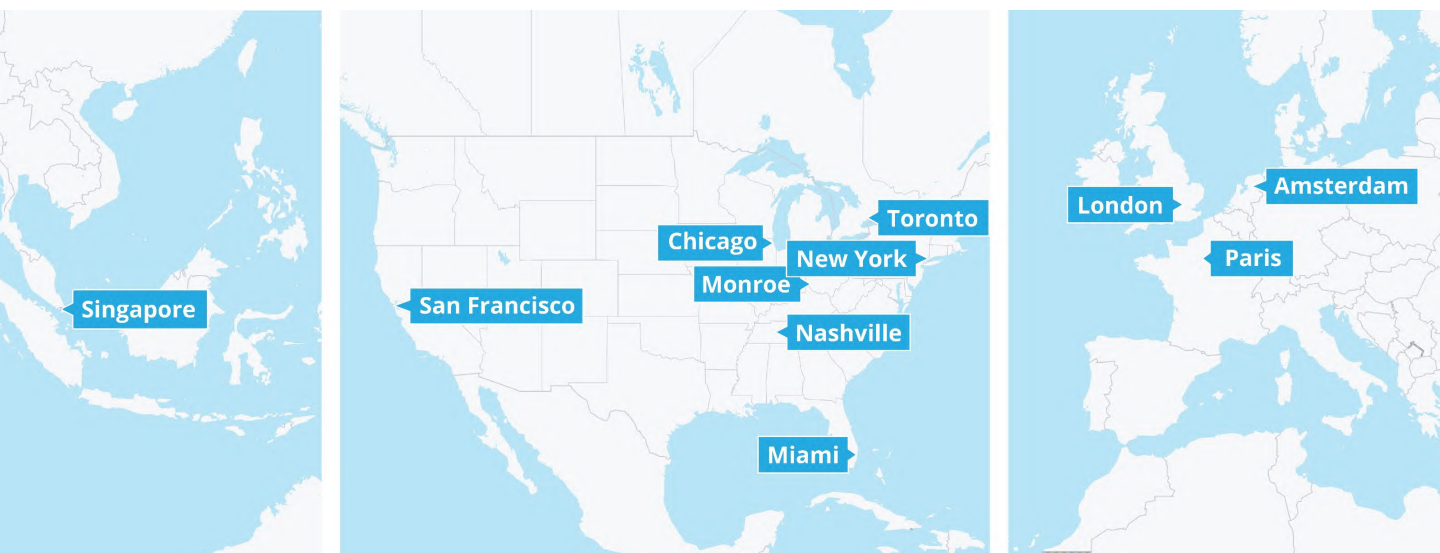 Singapore
Toronto
Chicago
New York
Monroe
San Francisco
Nashville
Miami
Amsterdam
London
Paris